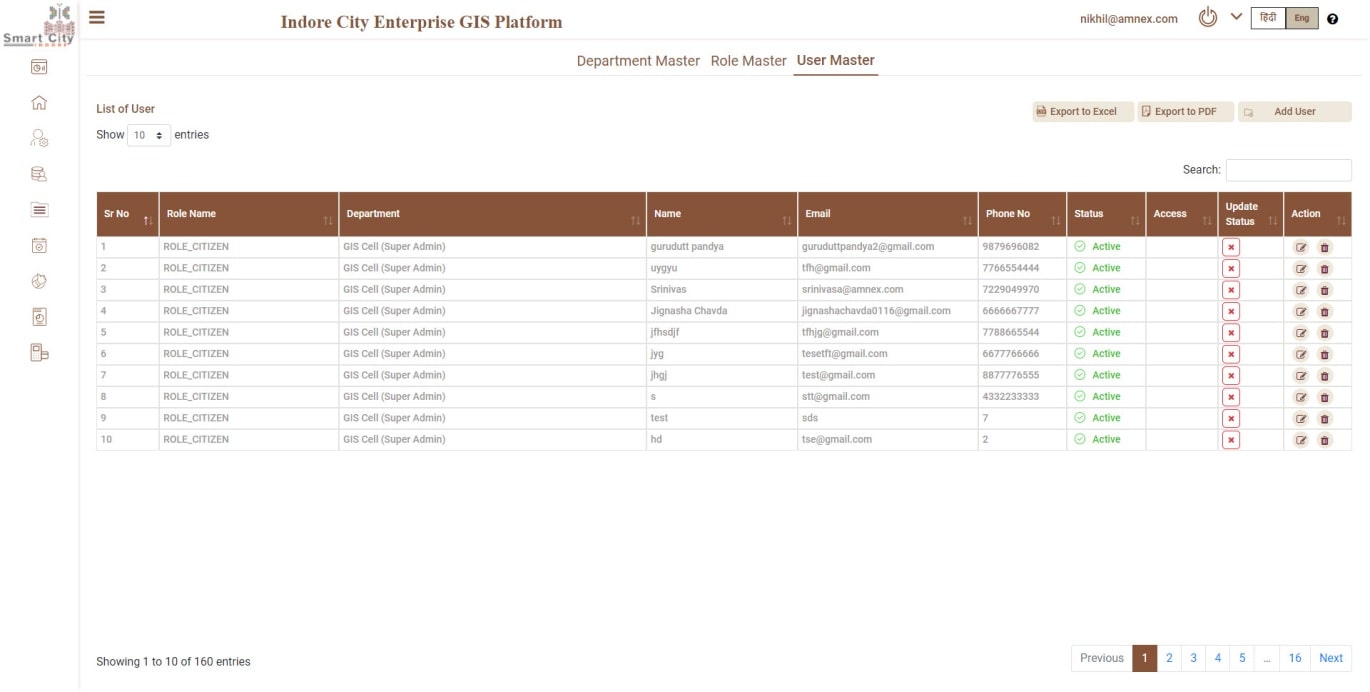 Smart City
INDORE
Indore City Enterprise GIS Platform
nikhil@amnex.com
हिंदी Eng
Department Master Role Master User Master
List of User
Export to Excel Export to PDF Add User
Show 10 entries
Search:
Sr No Role Name Department Name Email Phone No Status Access Update Status Action
1 ROLE_CITIZEN GIS Cell (Super Admin) gurudutt pandya guruduttpandya2@gmail.com 9879696082 Active
2 ROLE_CITIZEN GIS Cell (Super Admin) uygyu tfh@gmail.com 7766554444 Active
3 ROLE_CITIZEN GIS Cell (Super Admin) Srinivas srinivasa@amnex.com 7229049970 Active
4 ROLE_CITIZEN GIS Cell (Super Admin) Jignasha Chavda jignashachavda0116@gmail.com 6666667777 Active
5 ROLE_CITIZEN GIS Cell (Super Admin) jfhsdjf tfhjg@gmail.com 7788665544 Active
6 ROLE_CITIZEN GIS Cell (Super Admin) jyg tesetft@gmail.com 6677766666 Active
7 ROLE_CITIZEN GIS Cell (Super Admin) jhgj test@gmail.com 8877776555 Active
8 ROLE_CITIZEN GIS Cell (Super Admin) s stt@gmail.com 4332233333 Active
9 ROLE_CITIZEN GIS Cell (Super Admin) test sds 7 Active
10 ROLE_CITIZEN GIS Cell (Super Admin) hd tse@gmail.com 2 Active
Showing 1 to 10 of 160 entries
Previous 1 2 3 4 5 … 16 Next